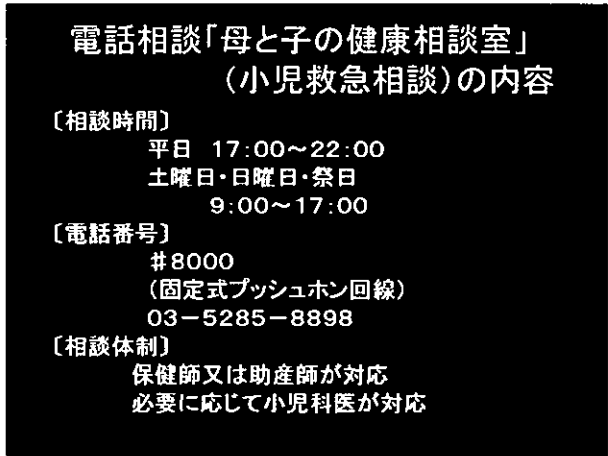 電話相談「母と子の健康相談室」
（小児救急相談）の内容
〔相談時間〕
平日 17:00～22:00
土曜日・日曜日・祭日
9:00～17:00
〔電話番号〕
＃8000
（固定式プッシュホン回線）
03－5285－8898
〔相談体制〕
保健師又は助産師が対応
必要に応じて小児科医が対応